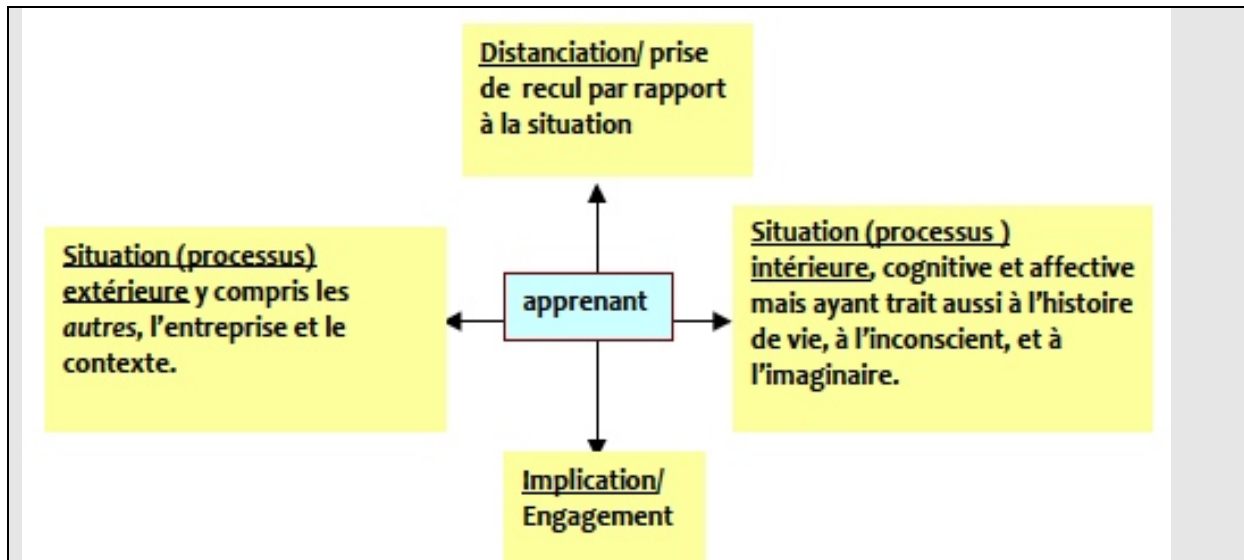 Distanciation/ prise
de recul par rapport
à la situation
Situation (processus)
extérieure y compris les
autres, l'entreprise et le
contexte.
apprenant
Situation (processus )
intérieure, cognitive et affective
mais ayant trait aussi à l'histoire
de vie, à l'inconscient, et à
l'imaginaire.
Implication/
Engagement